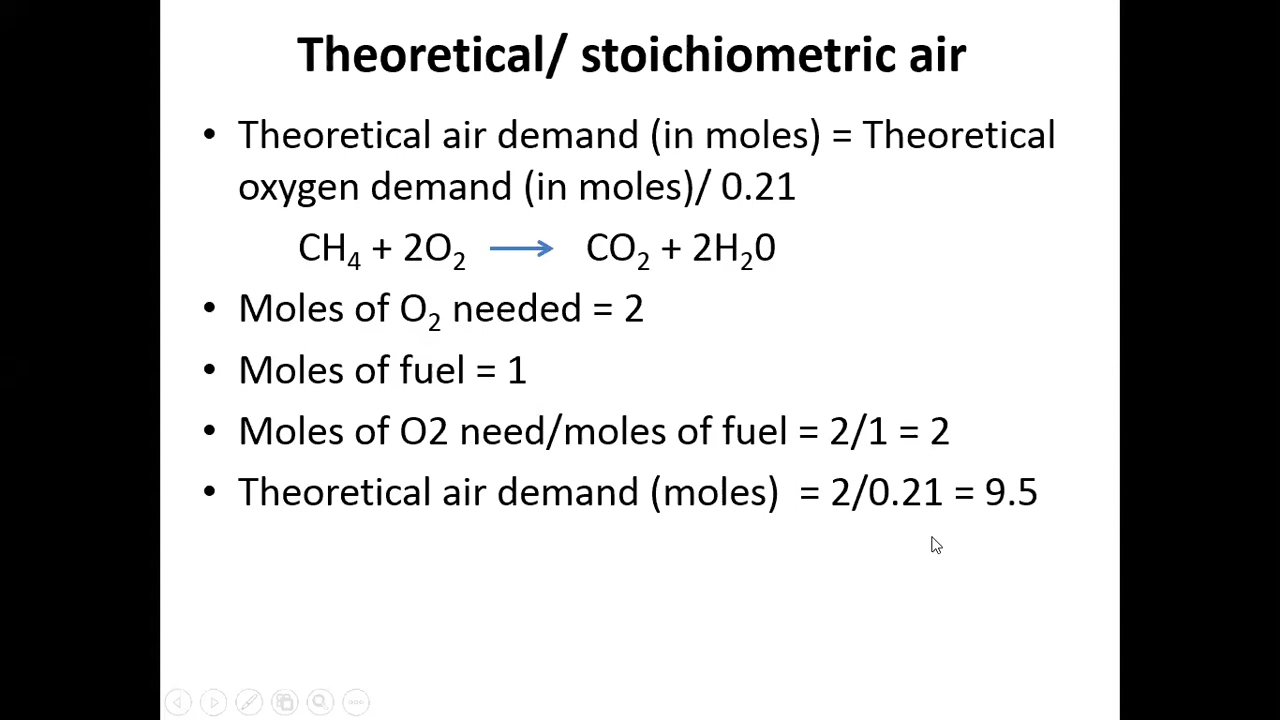 Theoretical/ stoichiometric air
• Theoretical air demand (in moles) = Theoretical
oxygen demand (in moles)/ 0.21
CH₄ + 2O₂ → CO₂ + 2H₂0
• Moles of O₂ needed = 2
• Moles of fuel = 1
• Moles of O2 need/moles of fuel = 2/1 = 2
• Theoretical air demand (moles) = 2/0.21 = 9.5